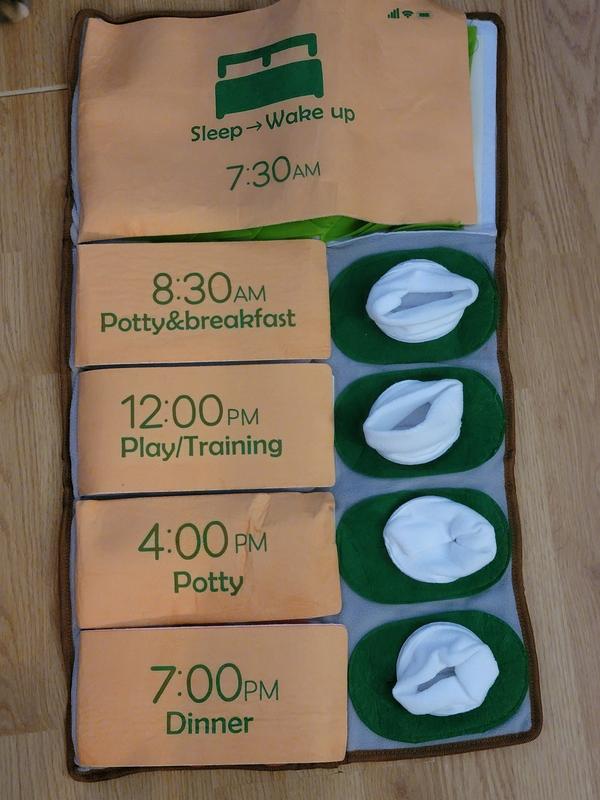 Sleep→Wake up
7:30AM
8:30AM
Potty&breakfast
12:00PM
Play/Training
4:00PM
Potty
7:00PM
Dinner